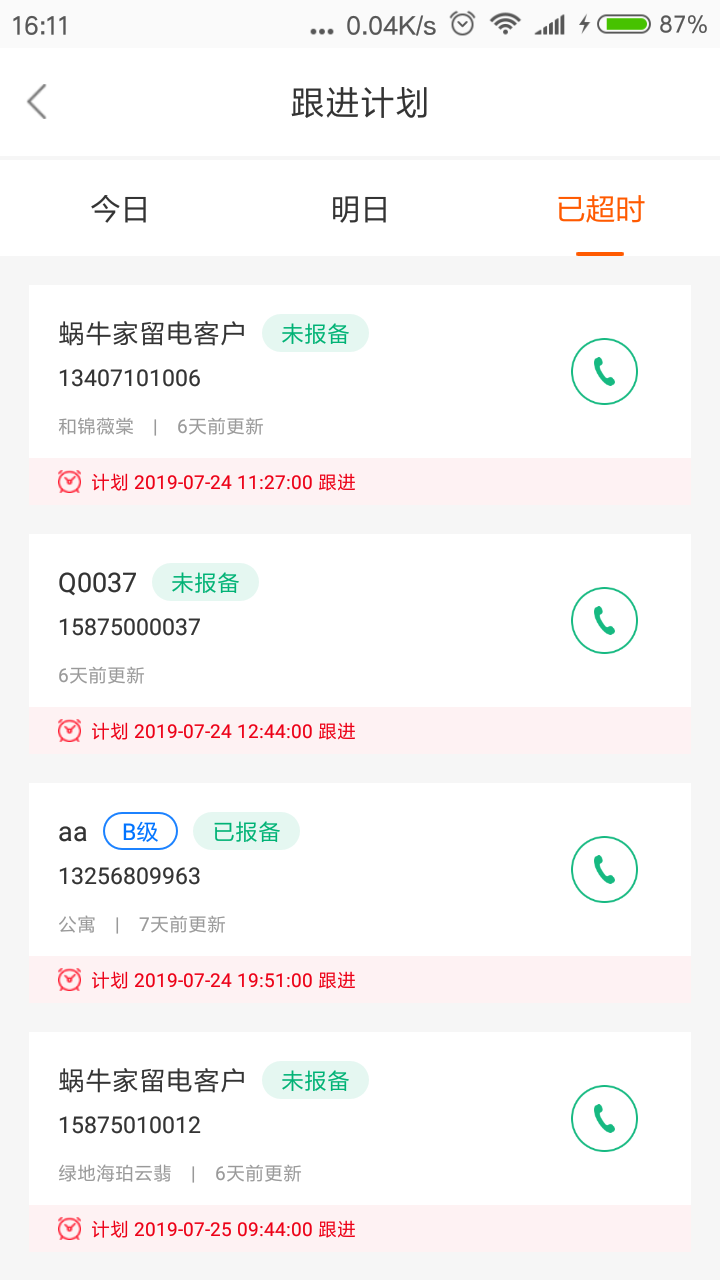 16:11 ... 0.04K/s 87%
跟进计划
今日 明日 已超时
蜗牛家留电客户 未报备
13407101006
和锦薇棠 | 6天前更新
计划 2019-07-24 11:27:00 跟进
Q0037 未报备
15875000037
6天前更新
计划 2019-07-24 12:44:00 跟进
aa B级 已报备
13256809963
公寓 | 7天前更新
计划 2019-07-24 19:51:00 跟进
蜗牛家留电客户 未报备
15875010012
绿地海珀云翡 | 6天前更新
计划 2019-07-25 09:44:00 跟进